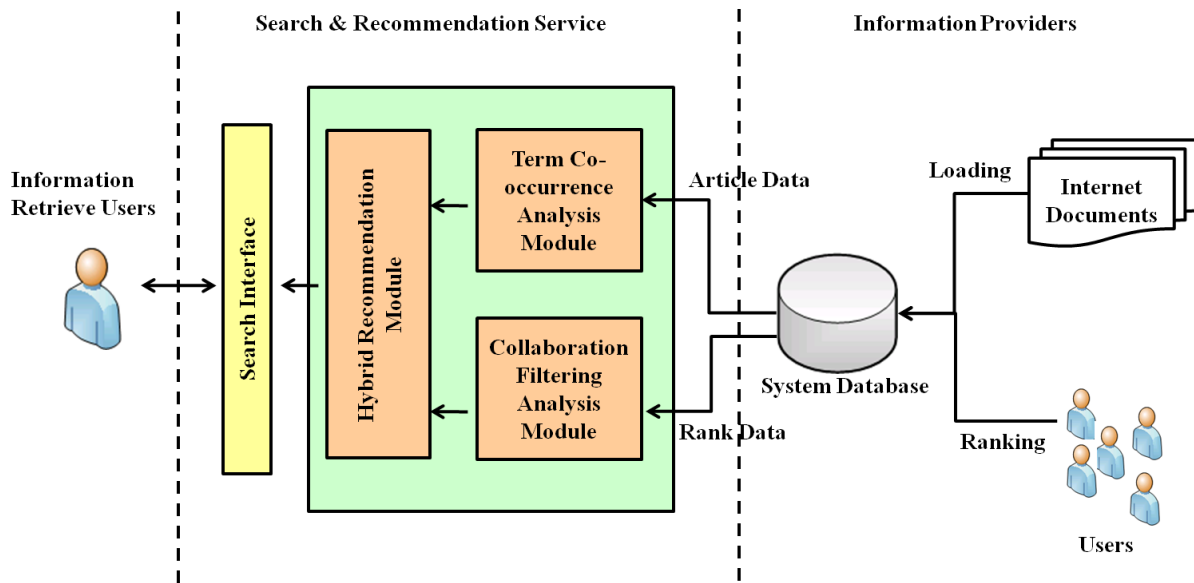 Search & Recommendation Service
Information Providers
Information
Retrieve Users
Search Interface
Hybrid Recommendation
Module
Term Co-
occurrence
Analysis
Module
Collaboration
Filtering
Analysis
Module
Article Data
Rank Data
System Database
Loading
Internet
Documents
Ranking
Users